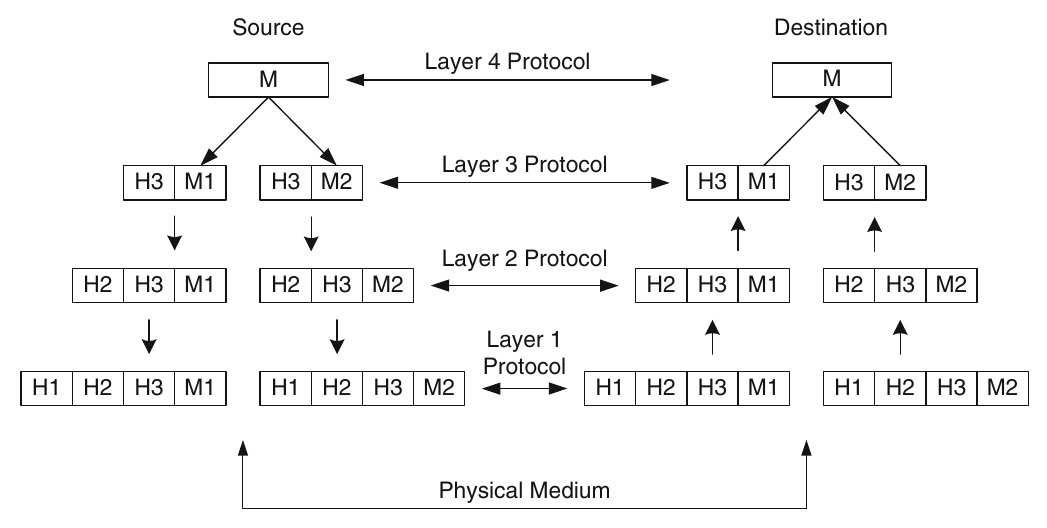 Source
Destination
Layer 4 Protocol
M
M
Layer 3 Protocol
H3 M1
H3 M2
H3 M1
H3 M2
Layer 2 Protocol
H2 H3 M1
H2 H3 M2
H2 H3 M1
H2 H3 M2
Layer 1
Protocol
H1 H2 H3 M1
H1 H2 H3 M2
H1 H2 H3 M1
H1 H2 H3 M2
Physical Medium